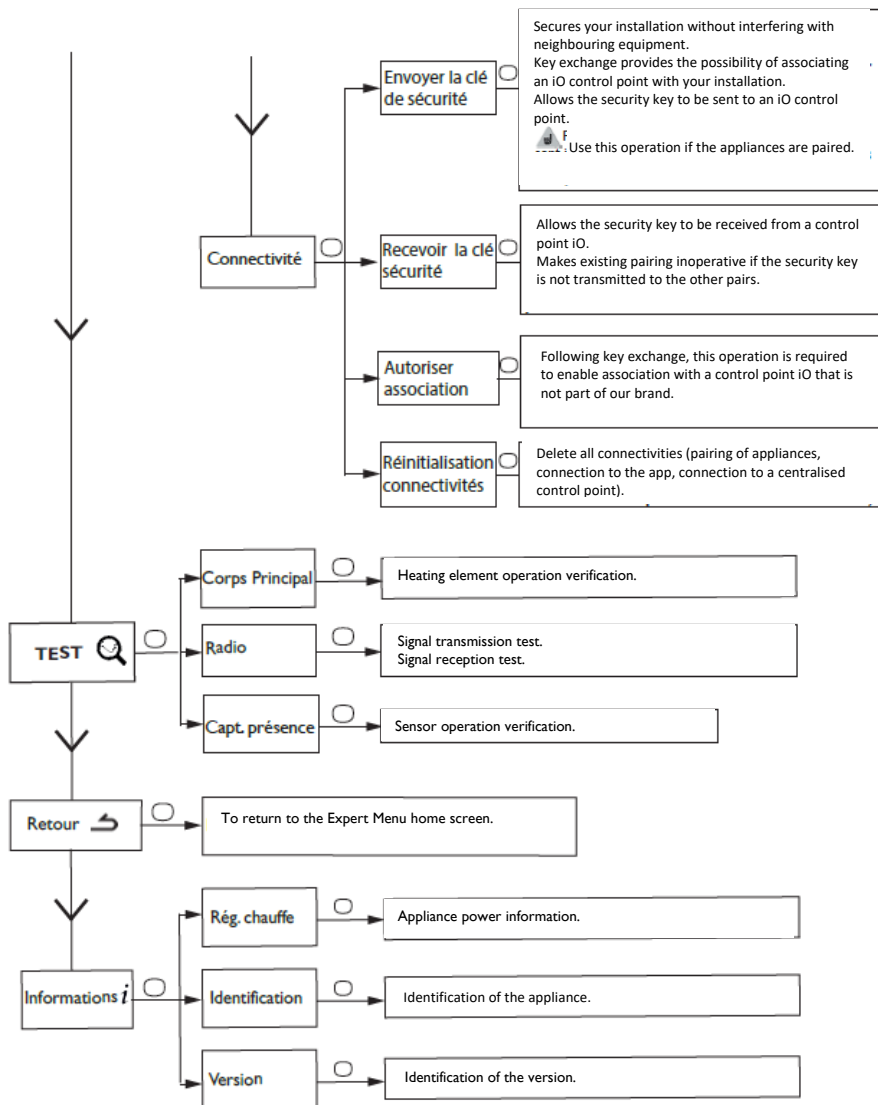 Envoyer la clé
de sécurité
Secures your installation without interfering with
neighbouring equipment.
Key exchange provides the possibility of associating
an iO control point with your installation.
Allows the security key to be sent to an iO control
point.
Use this operation if the appliances are paired.
Connectivité
Recevoir la clé
sécurité
Allows the security key to be received from a control
point iO.
Makes existing pairing inoperative if the security key
is not transmitted to the other pairs.
Autoriser
association
Following key exchange, this operation is required
to enable association with a control point iO that is
not part of our brand.
Réinitialisation
connectivités
Delete all connectivities (pairing of appliances,
connection to the app, connection to a centralised
control point).
TEST
Corps Principal
Heating element operation verification.
Radio
Signal transmission test.
Signal reception test.
Capt. présence
Sensor operation verification.
Retour
To return to the Expert Menu home screen.
Informations i
Rég. chauffe
Appliance power information.
Identification
Identification of the appliance.
Version
Identification of the version.